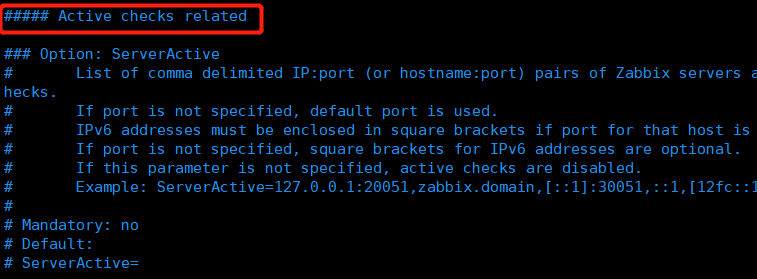 ##### Active checks related
### Option: ServerActive
# List of comma delimited IP:port (or hostname:port) pairs of Zabbix servers a
hecks.
# If port is not specified, default port is used.
# IPv6 addresses must be enclosed in square brackets if port for that host is
# If port is not specified, square brackets for IPv6 addresses are optional.
# If this parameter is not specified, active checks are disabled.
# Example: ServerActive=127.0.0.1:20051,zabbix.domain,[::1]:30051,::1,[12fc::1
#
# Mandatory: no
# Default:
# ServerActive=